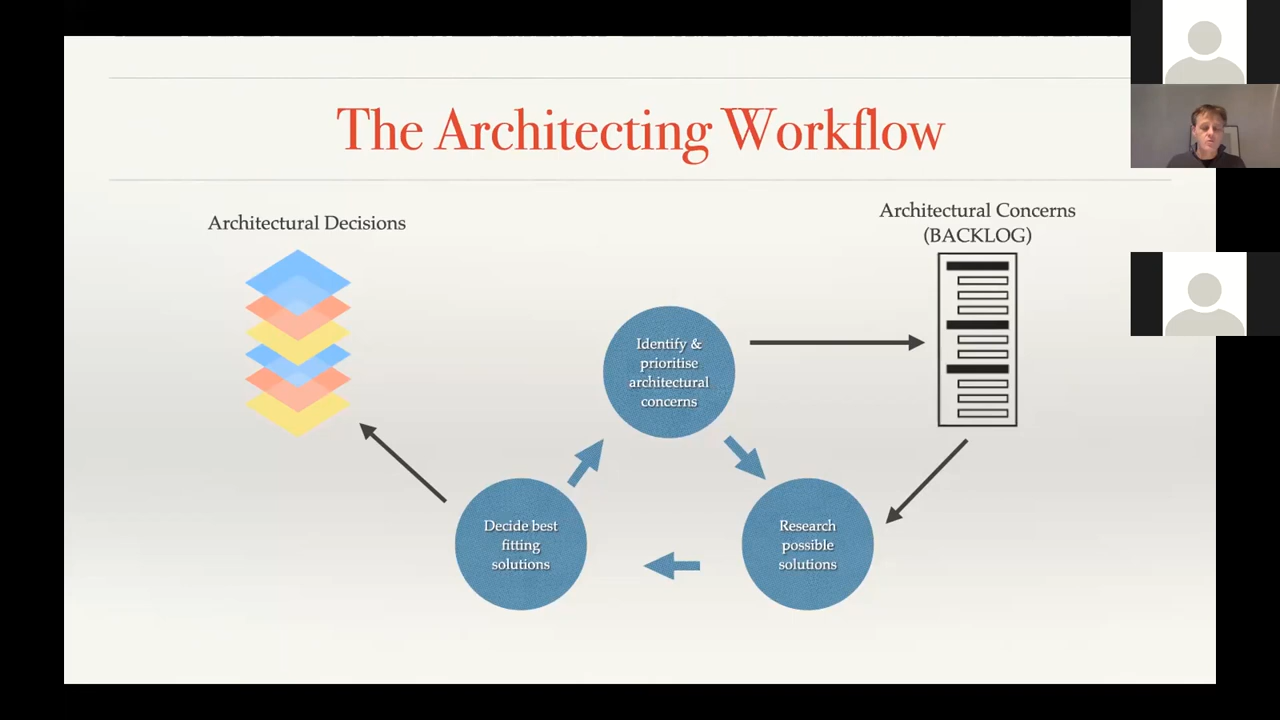 The Architecting Workflow
Architectural Decisions
Architectural Concerns
(BACKLOG)
Identify &
prioritise
architectural
concerns
Decide best
fitting
solutions
Research
possible
solutions